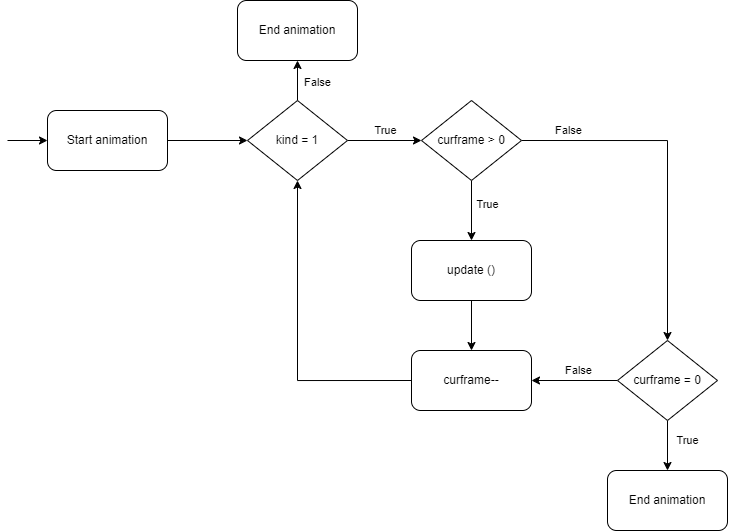 End animation
False
Start animation
kind = 1
True
curframe > 0
False
True
update ()
curframe--
False
curframe = 0
True
End animation